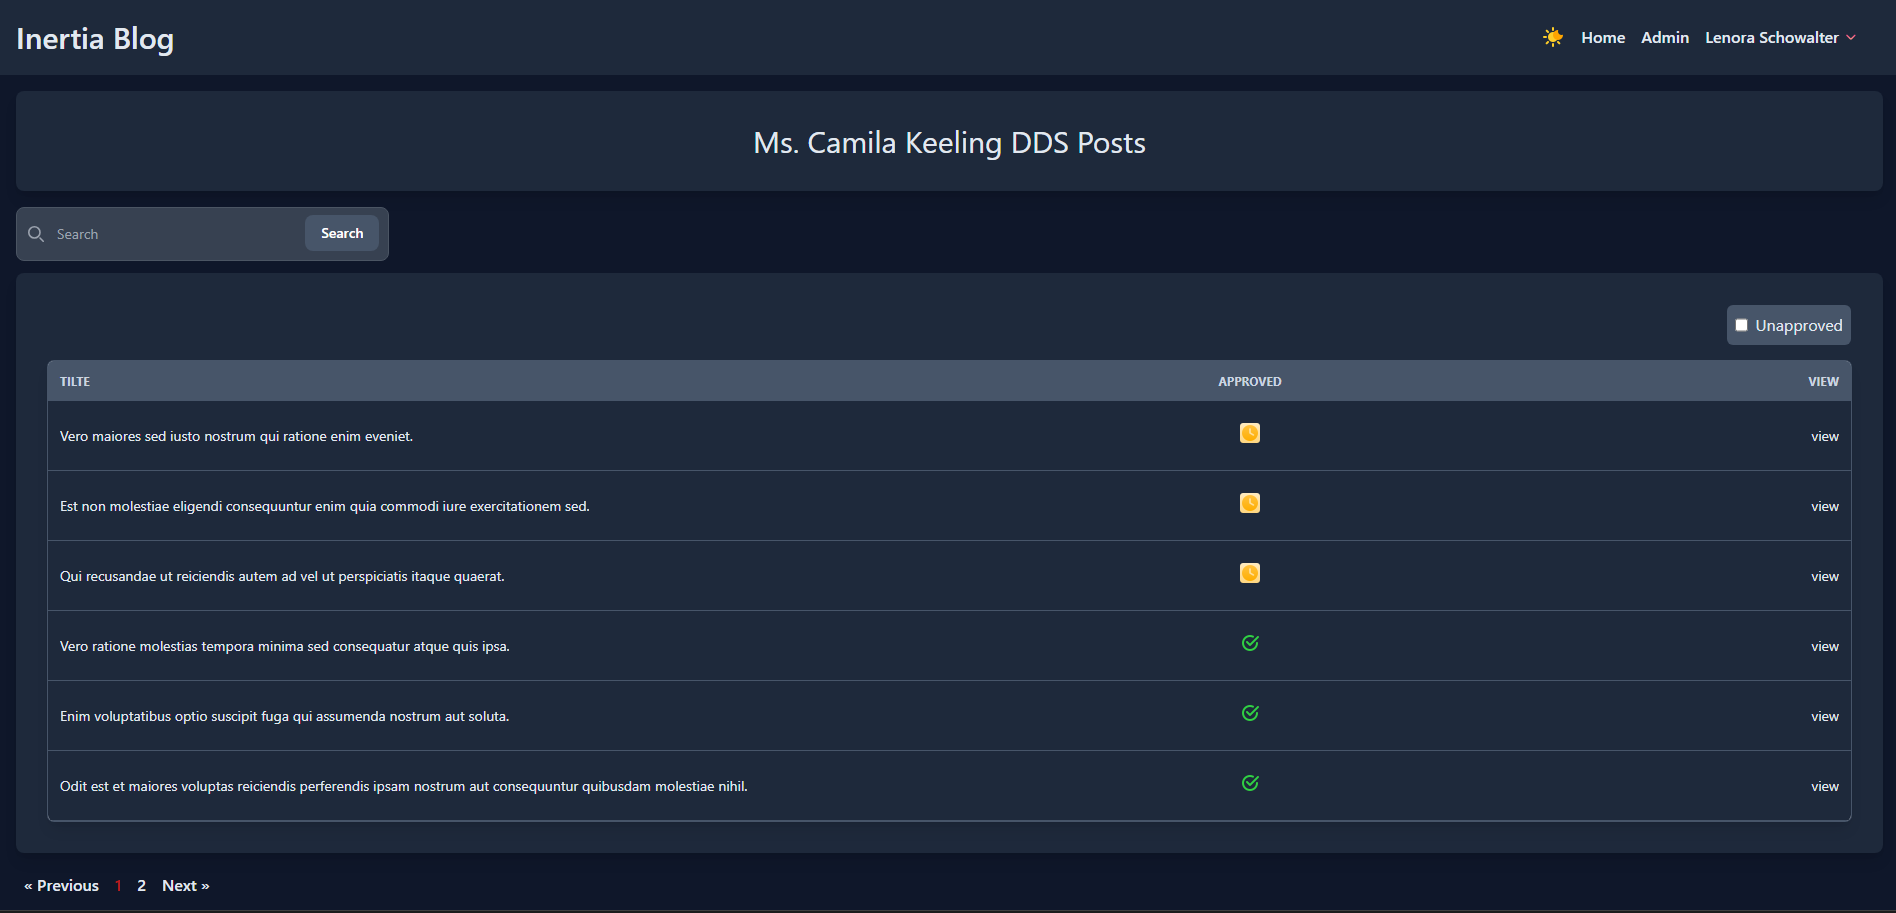 Inertia Blog
Home Admin Lenora Schowalter
Ms. Camila Keeling DDS Posts
Search Search
Unapproved
TILTE APPROVED VIEW
Vero maiores sed iusto nostrum qui ratione enim eveniet. view
Est non molestiae eligendi consequuntur enim quia commodi iure exercitationem sed. view
Qui recusandae ut reiciendis autem ad vel ut perspiciatis itaque quaerat. view
Vero ratione molestias tempora minima sed consequatur atque quis ipsa. view
Enim voluptatibus optio suscipit fuga qui assumenda nostrum aut soluta. view
Odit est et maiores voluptas reiciendis perferendis ipsam nostrum aut consequuntur quibusdam molestiae nihil. view
« Previous 1 2 Next »